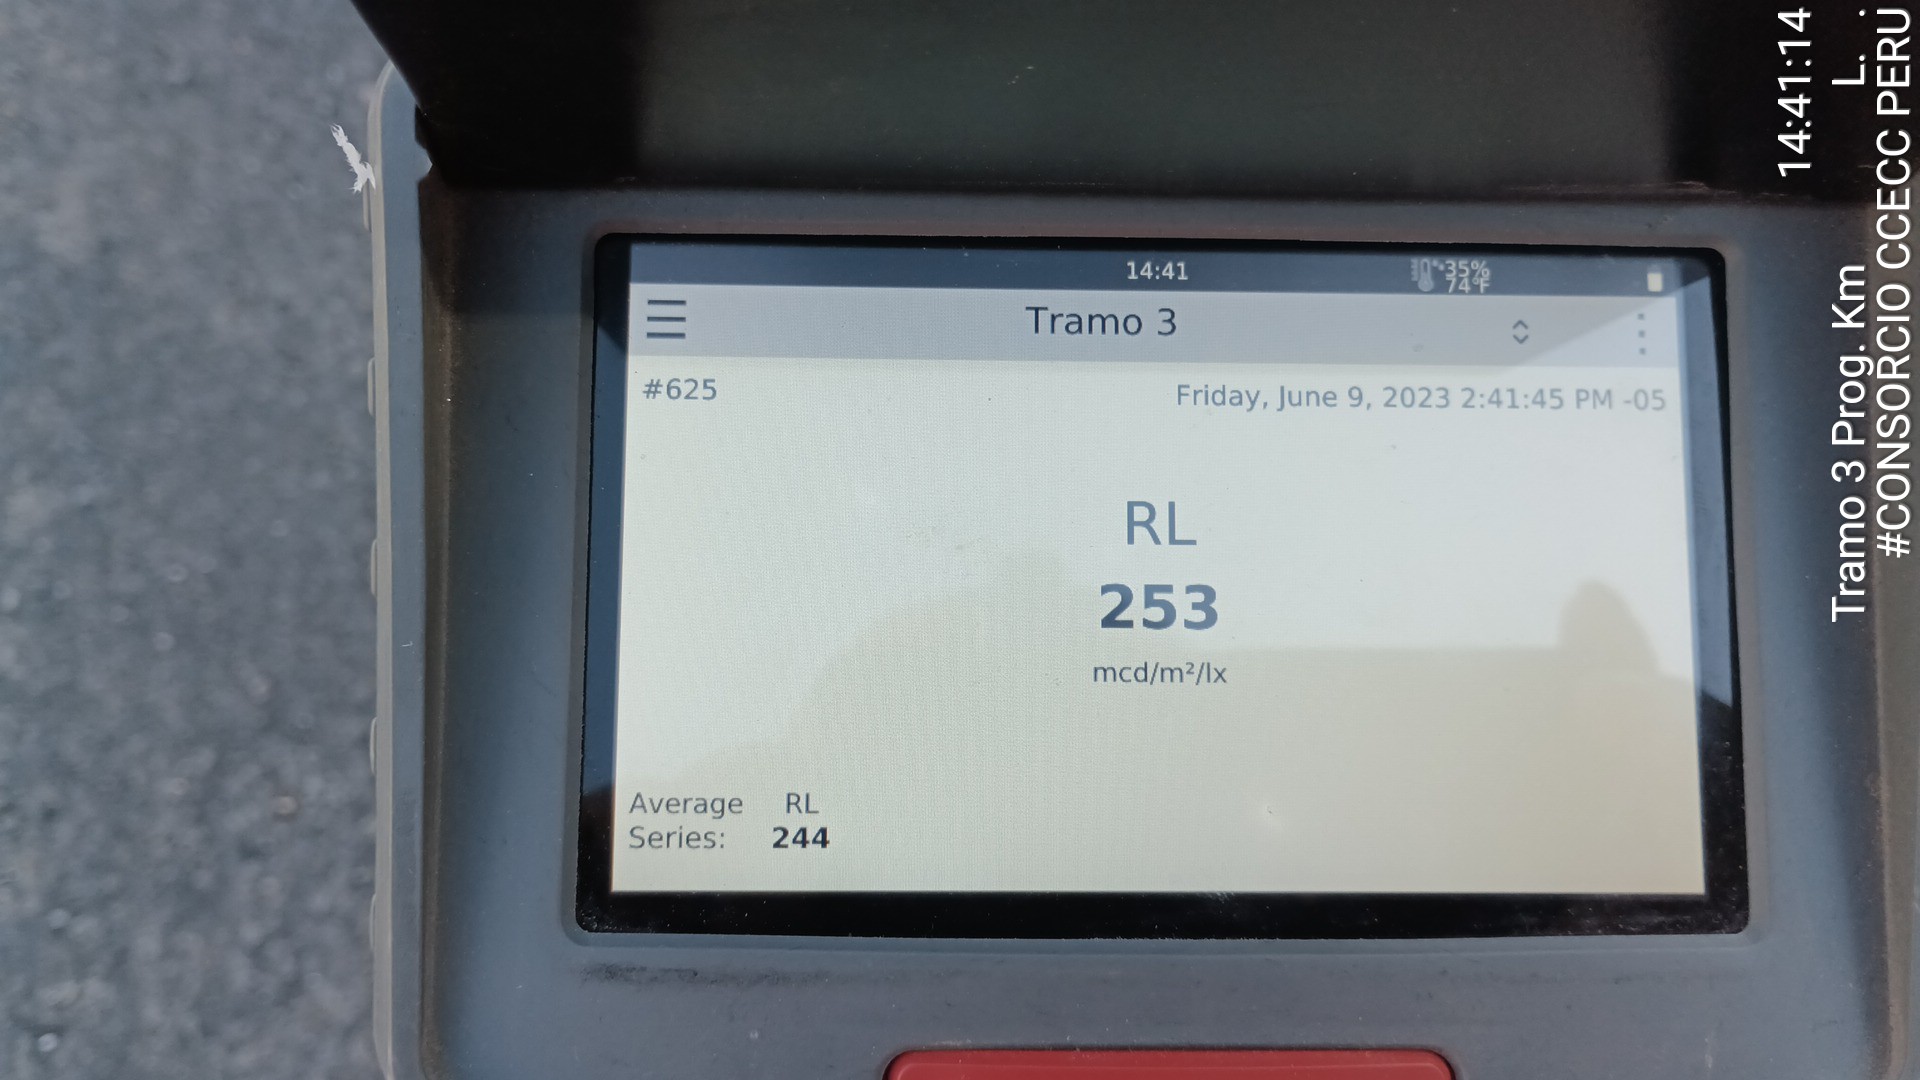 14:41
35%
74°F
Tramo 3
#625
Friday, June 9, 2023 2:41:45 PM -05
RL
253
mcd/m²/lx
Average RL
Series: 244
14:41:14
Tramo 3 Prog. Km L. .
#CONSORCIO CCECC PERU